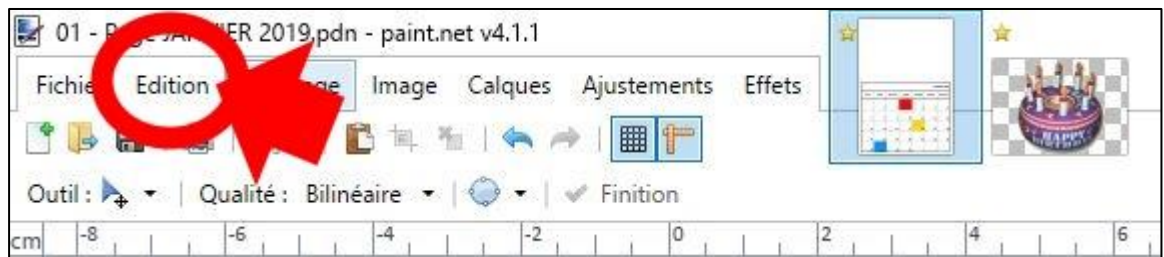 01 - ER 2019.pdn - paint.net v4.1.1
Fichie Edition ge Image Calques Ajustements Effets
Outil : Qualité : Bilinéaire Finition
cm -8 -6 -4 -2 0 2 4 6
HAPPY